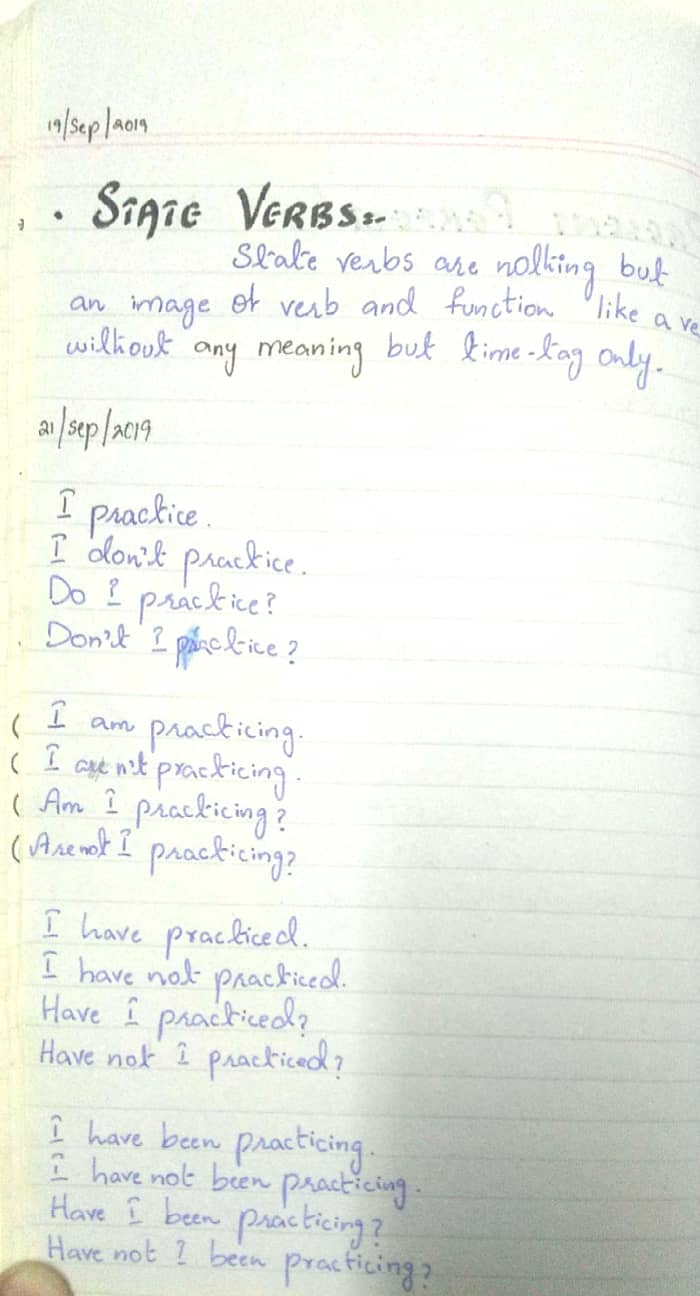 19/Sep/2019
• STATE VERBS:-
State verbs are nothing but
an image of verb and function like a ve
without any meaning but time-tag only.
21/sep/2019
I practice.
I don't practice.
Do I practice?
Don't I practice?
( I am practicing.
( I aren't practicing.
( Am I practicing?
( Are not I practicing?
I have practiced.
I have not practiced.
Have I practiced?
Have not I practiced?
I have been practicing.
I have not been practicing.
Have I been practicing?
Have not I been practicing?